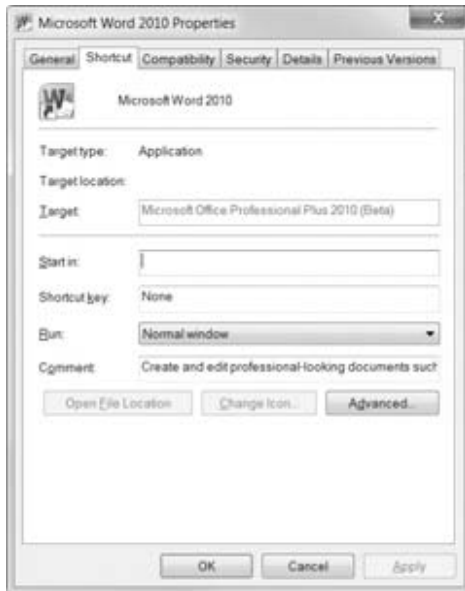 Microsoft Word 2010 Properties
General Shortcut Compatibility Security Details Previous Versions
Microsoft Word 2010
Target type: Application
Target location:
Target: Microsoft Office Professional Plus 2010 (Beta)
Start in:
Shortcut key: None
Run: Normal window
Comment: Create and edit professional-looking documents such
Open File Location Change Icon... Advanced...
OK Cancel Apply